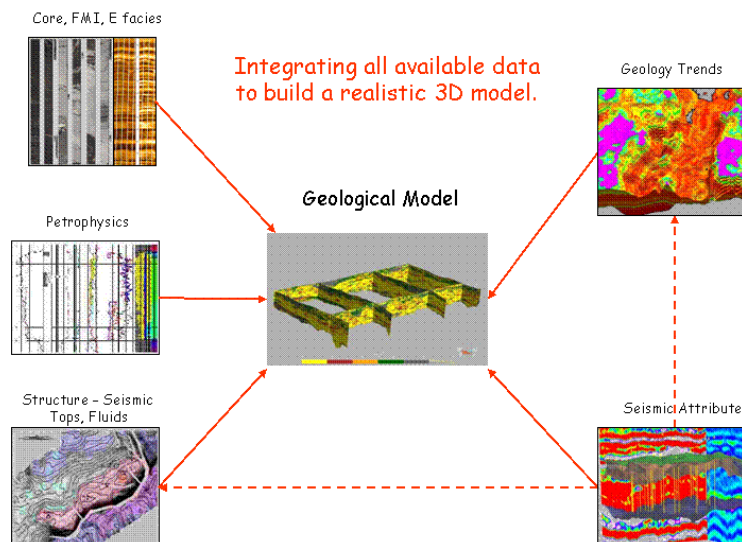 Core, FMI, E facies
Integrating all available data
to build a realistic 3D model.
Geology Trends
Geological Model
Petrophysics
Structure – Seismic
Tops, Fluids
Seismic Attribute